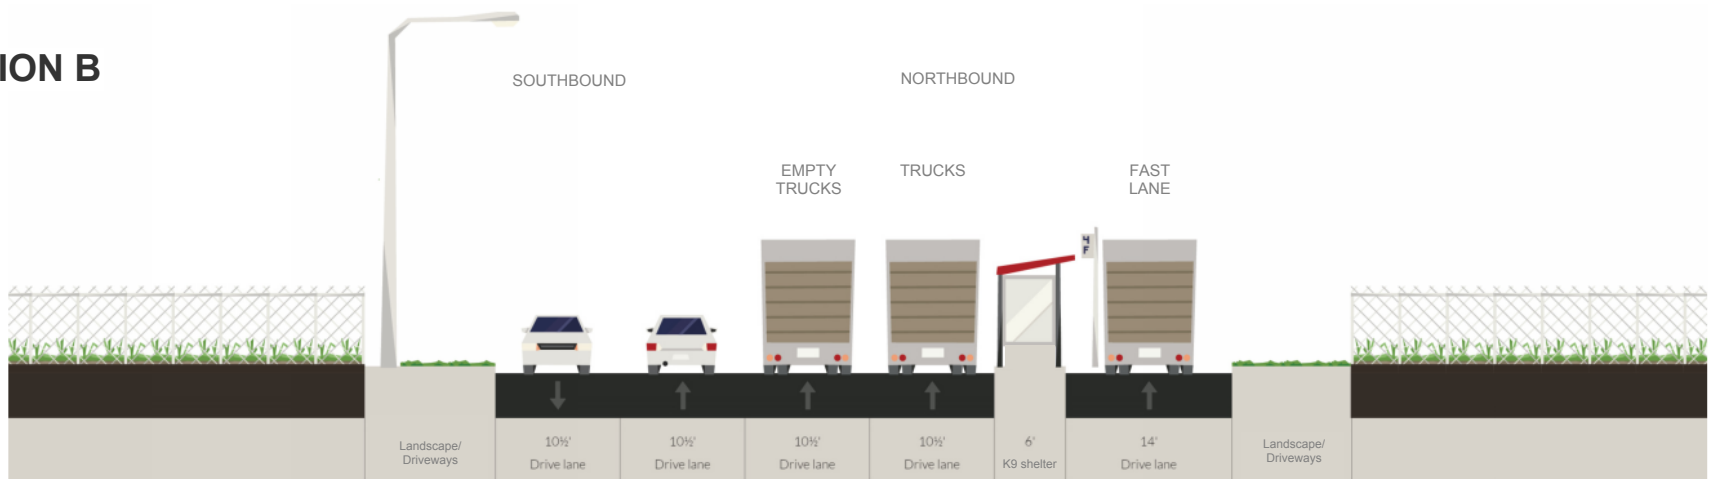 ION B
SOUTHBOUND
NORTHBOUND
EMPTY
TRUCKS
TRUCKS
FAST
LANE
Landscape/
Driveways
10½'
Drive lane
10½'
Drive lane
10½'
Drive lane
10½'
Drive lane
6'
K9 shelter
14'
Drive lane
Landscape/
Driveways